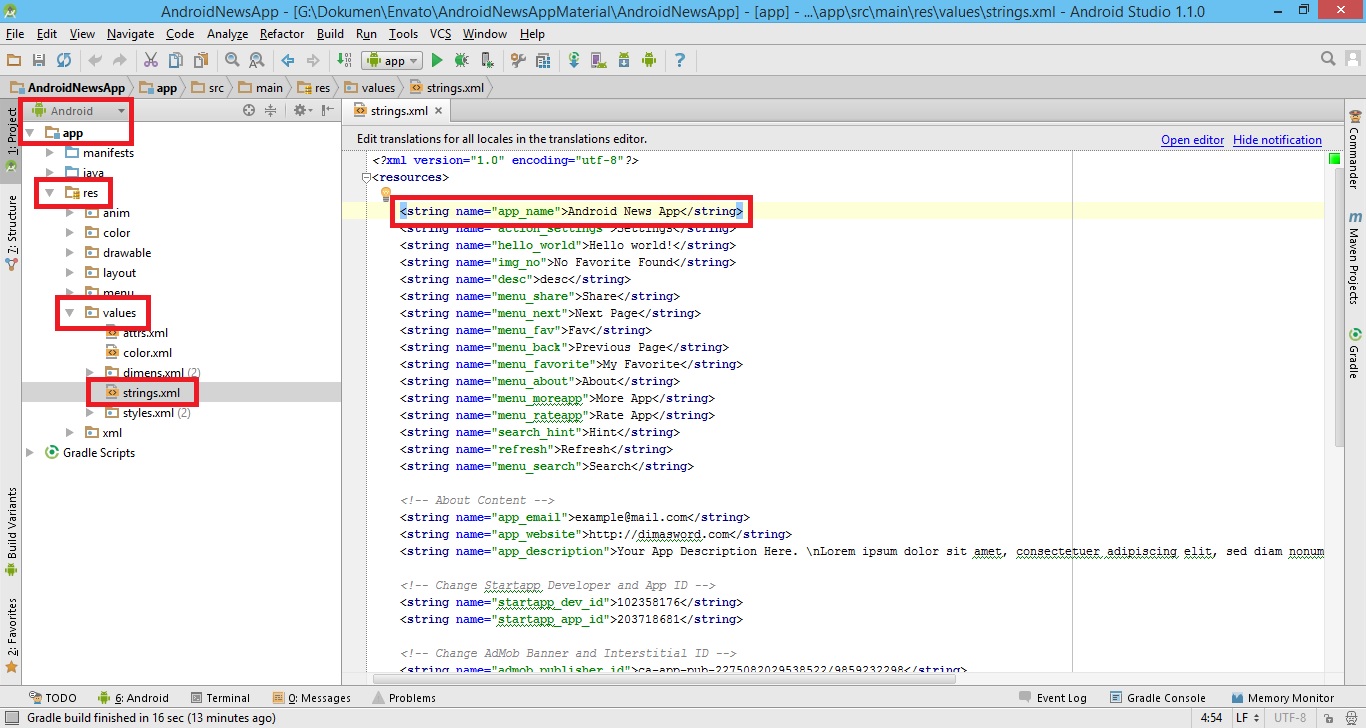 AndroidNewsApp - [G:\Dokumen\Envato\AndroidNewsAppMaterial\AndroidNewsApp] - [app] - ...\app\src\main\res\values\strings.xml - Android Studio 1.1.0
File Edit View Navigate Code Analyze Refactor Build Run Tools VCS Window Help
app
AndroidNewsApp app src main res values strings.xml
Android
app
manifests
java
res
anim
color
drawable
layout
menu
values
attrs.xml
color.xml
dimens.xml (2)
strings.xml
styles.xml (2)
xml
Gradle Scripts
1: Project
7: Structure
Build Variants
2: Favorites
strings.xml
Edit translations for all locales in the translations editor.
Open editor Hide notification
<?xml version="1.0" encoding="utf-8"?>
<resources>
<string name="app_name">Android News App</string>
<string name="action_settings">Settings</string>
<string name="hello_world">Hello world!</string>
<string name="img_no">No Favorite Found</string>
<string name="desc">desc</string>
<string name="menu_share">Share</string>
<string name="menu_next">Next Page</string>
<string name="menu_fav">Fav</string>
<string name="menu_back">Previous Page</string>
<string name="menu_favorite">My Favorite</string>
<string name="menu_about">About</string>
<string name="menu_moreapp">More App</string>
<string name="menu_rateapp">Rate App</string>
<string name="search_hint">Hint</string>
<string name="refresh">Refresh</string>
<string name="menu_search">Search</string>
<!-- About Content -->
<string name="app_email">example@mail.com</string>
<string name="app_website">http://dimasword.com</string>
<string name="app_description">Your App Description Here. \nLorem ipsum dolor sit amet, consectetuer adipiscing elit, sed diam nonum
<!-- Change Startapp Developer and App ID -->
<string name="startapp_dev_id">102358176</string>
<string name="startapp_app_id">203718681</string>
<!-- Change AdMob Banner and Interstitial ID -->
<string name="admob_publisher_id">ca-app-pub-2275082029538522/9859232298</string>
Commander
Maven Projects
Gradle
TODO 6: Android Terminal 0: Messages Problems Event Log Gradle Console Memory Monitor
Gradle build finished in 16 sec (13 minutes ago) 4:54 LF UTF-8